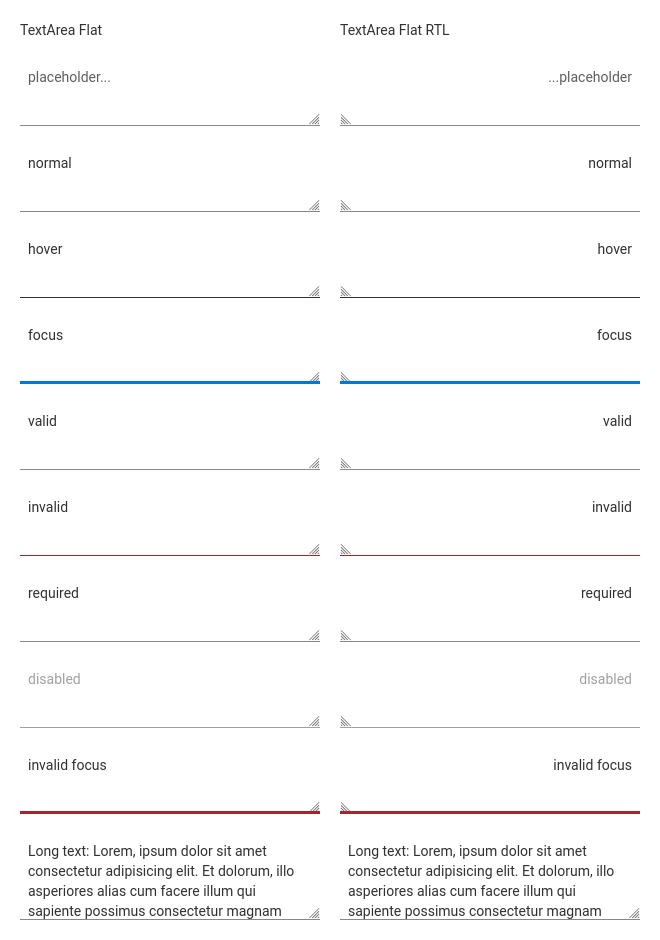 TextArea Flat
placeholder...
normal
hover
focus
valid
invalid
required
disabled
invalid focus
Long text: Lorem, ipsum dolor sit amet
consectetur adipisicing elit. Et dolorum, illo
asperiores alias cum facere illum qui
sapiente possimus consectetur magnam
TextArea Flat RTL
...placeholder
normal
hover
focus
valid
invalid
required
disabled
invalid focus
Long text: Lorem, ipsum dolor sit amet
consectetur adipisicing elit. Et dolorum, illo
asperiores alias cum facere illum qui
sapiente possimus consectetur magnam